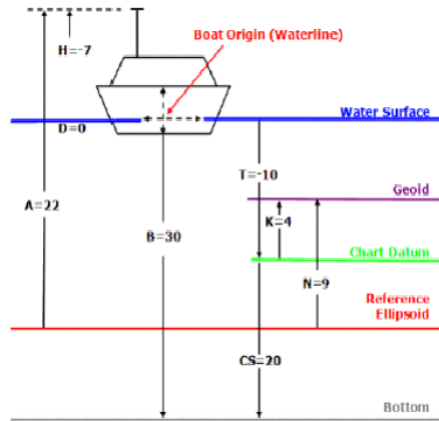 H=-7
Boat Origin (Waterline)
Water Surface
D=0
T=-10
A=22
Geoid
K=4
B=30
Chart Datum
N=9
Reference
Ellipsoid
CS=20
Bottom